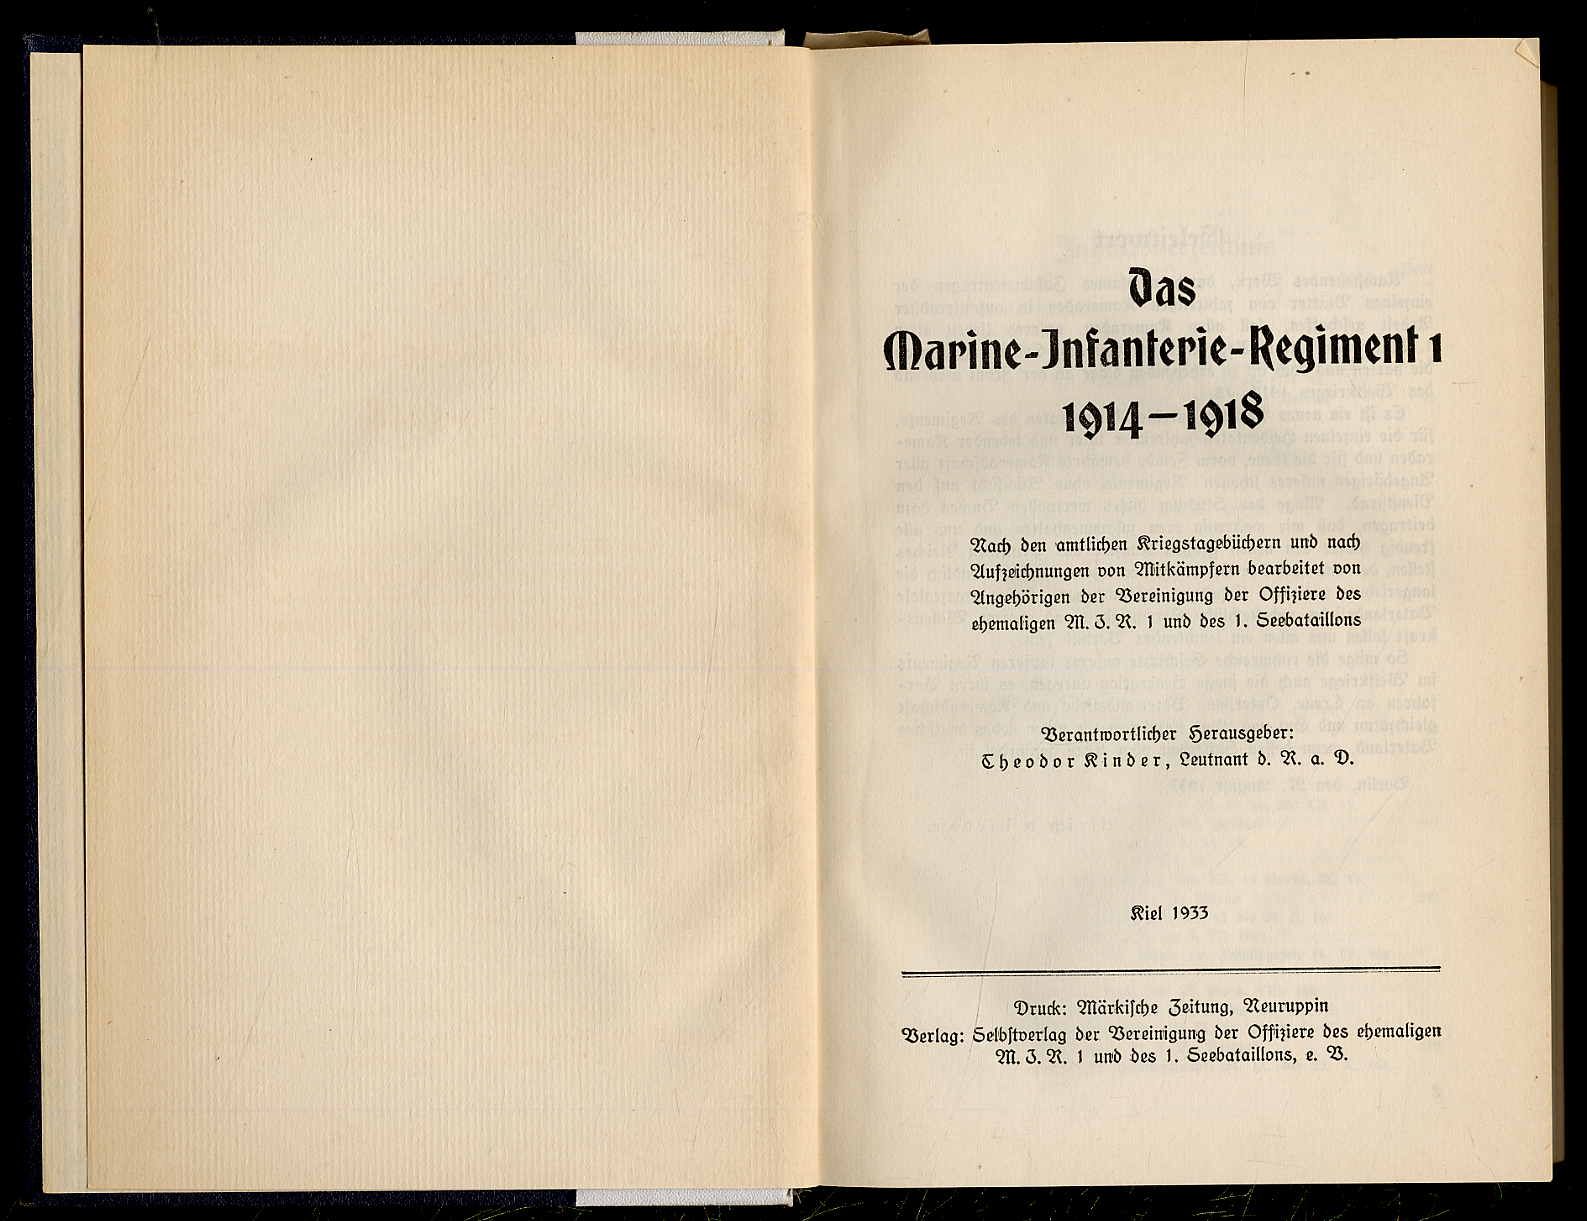 Das
Marine-Infanterie-Regiment 1
1914–1918
Nach den amtlichen Kriegstagebüchern und nach
Aufzeichnungen von Mitkämpfern bearbeitet von
Angehörigen der Vereinigung der Offiziere des
ehemaligen M. I. R. 1 und des 1. Seebataillons
Verantwortlicher Herausgeber:
Theodor Kinder, Leutnant d. R. a. D.
Kiel 1933
Druck: Märkische Zeitung, Neuruppin
Verlag: Selbstverlag der Vereinigung der Offiziere des ehemaligen
M. I. R. 1 und des 1. Seebataillons, e. V.